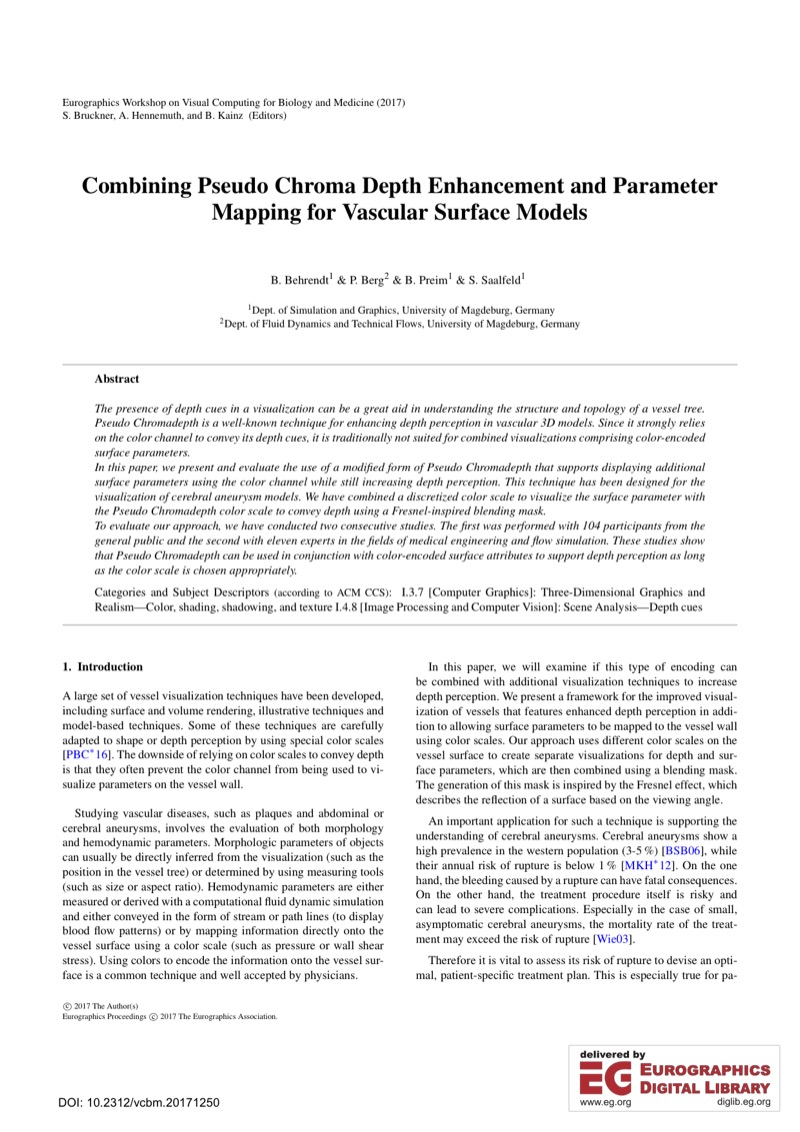 Eurographics Workshop on Visual Computing for Biology and Medicine (2017)
S. Bruckner, A. Hennemuth, and B. Kainz (Editors)
Combining Pseudo Chroma Depth Enhancement and Parameter
Mapping for Vascular Surface Models
B. Behrendt1 & P. Berg2 & B. Preim1 & S. Saalfeld1
1Dept. of Simulation and Graphics, University of Magdeburg, Germany
2Dept. of Fluid Dynamics and Technical Flows, University of Magdeburg, Germany
Abstract
The presence of depth cues in a visualization can be a great aid in understanding the structure and topology of a vessel tree.
Pseudo Chromadepth is a well-known technique for enhancing depth perception in vascular 3D models. Since it strongly relies
on the color channel to convey its depth cues, it is traditionally not suited for combined visualizations comprising color-encoded
surface parameters.
In this paper, we present and evaluate the use of a modified form of Pseudo Chromadepth that supports displaying additional
surface parameters using the color channel while still increasing depth perception. This technique has been designed for the
visualization of cerebral aneurysm models. We have combined a discretized color scale to visualize the surface parameter with
the Pseudo Chromadepth color scale to convey depth using a Fresnel-inspired blending mask.
To evaluate our approach, we have conducted two consecutive studies. The first was performed with 104 participants from the
general public and the second with eleven experts in the fields of medical engineering and flow simulation. These studies show
that Pseudo Chromadepth can be used in conjunction with color-encoded surface attributes to support depth perception as long
as the color scale is chosen appropriately.
Categories and Subject Descriptors (according to ACM CCS): I.3.7 [Computer Graphics]: Three-Dimensional Graphics and
Realism—Color, shading, shadowing, and texture I.4.8 [Image Processing and Computer Vision]: Scene Analysis—Depth cues
1. Introduction
A large set of vessel visualization techniques have been developed,
including surface and volume rendering, illustrative techniques and
model-based techniques. Some of these techniques are carefully
adapted to shape or depth perception by using special color scales
[PBC*16]. The downside of relying on color scales to convey depth
is that they often prevent the color channel from being used to vi-
sualize parameters on the vessel wall.
Studying vascular diseases, such as plaques and abdominal or
cerebral aneurysms, involves the evaluation of both morphology
and hemodynamic parameters. Morphologic parameters of objects
can usually be directly inferred from the visualization (such as the
position in the vessel tree) or determined by using measuring tools
(such as size or aspect ratio). Hemodynamic parameters are either
measured or derived with a computational fluid dynamic simulation
and either conveyed in the form of stream or path lines (to display
blood flow patterns) or by mapping information directly onto the
vessel surface using a color scale (such as pressure or wall shear
stress). Using colors to encode the information onto the vessel sur-
face is a common technique and well accepted by physicians.
In this paper, we will examine if this type of encoding can
be combined with additional visualization techniques to increase
depth perception. We present a framework for the improved visual-
ization of vessels that features enhanced depth perception in addi-
tion to allowing surface parameters to be mapped to the vessel wall
using color scales. Our approach uses different color scales on the
vessel surface to create separate visualizations for depth and sur-
face parameters, which are then combined using a blending mask.
The generation of this mask is inspired by the Fresnel effect, which
describes the reflection of a surface based on the viewing angle.
An important application for such a technique is supporting the
understanding of cerebral aneurysms. Cerebral aneurysms show a
high prevalence in the western population (3-5 %) [BSB06], while
their annual risk of rupture is below 1 % [MKH*12]. On the one
hand, the bleeding caused by a rupture can have fatal consequences.
On the other hand, the treatment procedure itself is risky and
can lead to severe complications. Especially in the case of small,
asymptomatic cerebral aneurysms, the mortality rate of the treat-
ment may exceed the risk of rupture [Wie03].
Therefore it is vital to assess its risk of rupture to devise an opti-
mal, patient-specific treatment plan. This is especially true for pa-
© 2017 The Author(s)
Eurographics Proceedings © 2017 The Eurographics Association.
DOI: 10.2312/vcbm.20171250
delivered by
EG EUROGRAPHICS
DIGITAL LIBRARY
www.eg.org diglib.eg.org